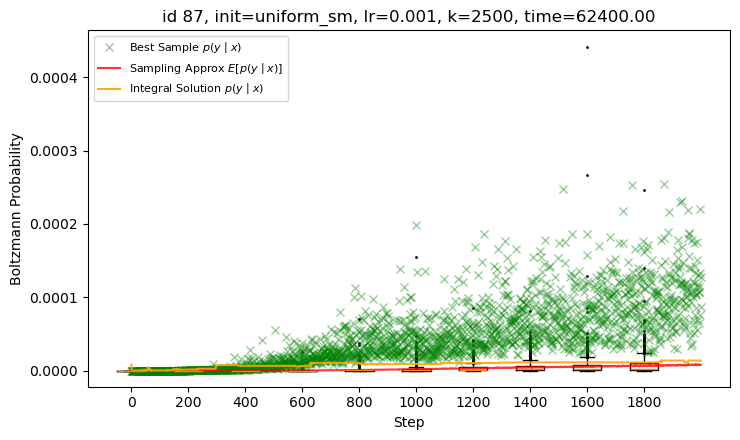 id 87, init=uniform_sm, lr=0.001, k=2500, time=62400.00
Best Sample p(y | x)
Sampling Approx E[p(y | x)]
Integral Solution p(y | x)
Boltzmann Probability
0.0004
0.0003
0.0002
0.0001
0.0000
0 200 400 600 800 1000 1200 1400 1600 1800
Step